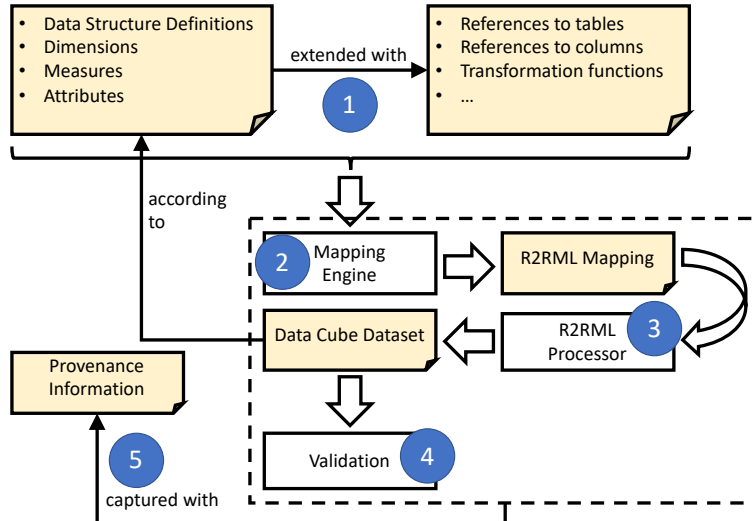 • Data Structure Definitions
• Dimensions
• Measures
• Attributes
extended with
1
• References to tables
• References to columns
• Transformation functions
• …
according
to
2
Mapping
Engine
R2RML Mapping
Data Cube Dataset
R2RML
Processor
3
Provenance
Information
Validation
4
5
captured with